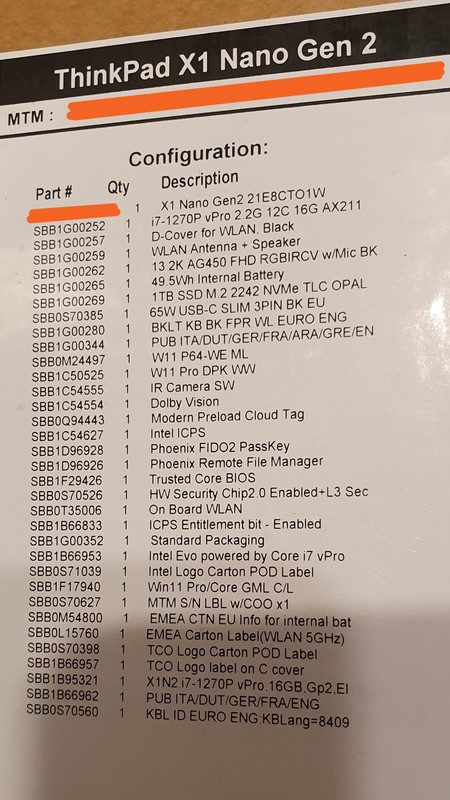 ThinkPad X1 Nano Gen 2
MTM :
Configuration:
Part # Qty Description
1 X1 Nano Gen2 21E8CTO1W
SBB1G00252 1 i7-1270P vPro 2.2G 12C 16G AX211
SBB1G00257 1 D-Cover for WLAN, Black
SBB1G00259 1 WLAN Antenna + Speaker
SBB1G00262 1 13 2K AG450 FHD RGBIRCV w/Mic BK
SBB1G00265 1 49.5Wh Internal Battery
SBB1G00269 1 1TB SSD M.2 2242 NVMe TLC OPAL
SBB0S70385 1 65W USB-C SLIM 3PIN BK EU
SBB1G00280 1 BKLT KB BK FPR WL EURO ENG
SBB1G00344 1 PUB ITA/DUT/GER/FRA/ARA/GRE/EN
SBB0M24497 1 W11 P64-WE ML
SBB1C50525 1 W11 Pro DPK WW
SBB1C54555 1 IR Camera SW
SBB1C54554 1 Dolby Vision
SBB0Q94443 1 Modern Preload Cloud Tag
SBB1C54627 1 Intel ICPS
SBB1D96928 1 Phoenix FIDO2 PassKey
SBB1D96926 1 Phoenix Remote File Manager
SBB1F29426 1 Trusted Core BIOS
SBB0S70526 1 HW Security Chip2 0 Enabled+L3 Sec
SBB0T35006 1 On Board WLAN
SBB1B66833 1 ICPS Entitlement bit - Enabled
SBB1G00352 1 Standard Packaging
SBB1B66953 1 Intel Evo powered by Core i7 vPro
SBB0S71039 1 Intel Logo Carton POD Label
SBB1F17940 1 Win11 Pro/Core GML C/L
SBB0S70627 1 MTM S/N LBL w/COO x1
SBB0M54800 1 EMEA CTN EU Info for internal bat
SBB0L15760 1 EMEA Carton Label(WLAN 5GHz)
SBB0S70398 1 TCO Logo Carton POD Label
SBB1B66957 1 TCO Logo label on C cover
SBB1B95321 1 X1N2,i7-1270P vPro,16GB,Gp2,EI
SBB1B66962 1 PUB ITA/DUT/GER/FRA/ENG
SBB0S70560 1 KBL ID EURO ENG:KBLang=8409